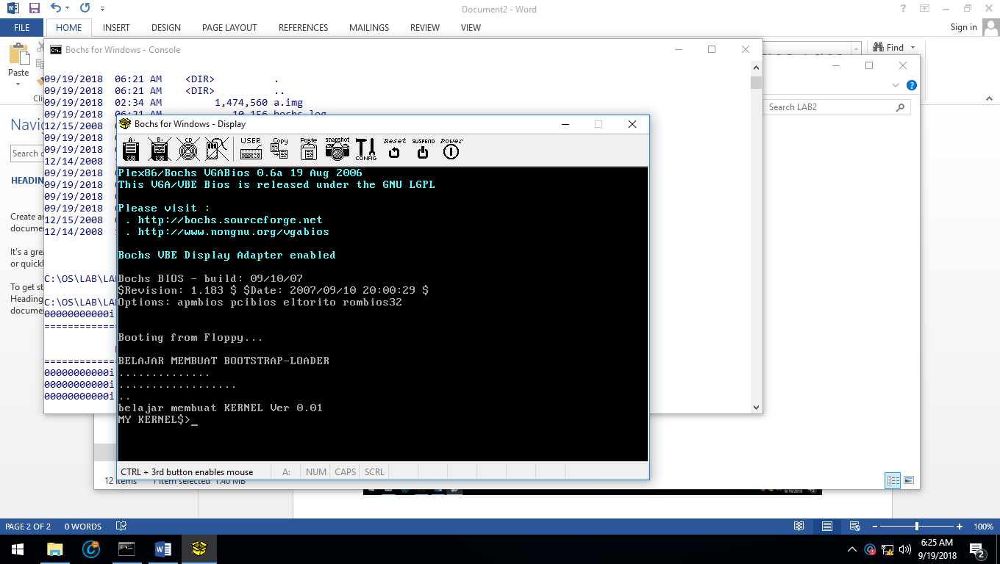 Document2 - Word
FILE HOME INSERT DESIGN PAGE LAYOUT REFERENCES MAILINGS REVIEW VIEW
Sign in
Paste
Find
Bochs for Windows - Console
09/19/2018 06:21 AM <DIR> .
09/19/2018 06:21 AM <DIR> ..
09/19/2018 02:34 AM 1,474,560 a.img
09/19/2018 06:21 AM 10,156 bochs.log
12/15/2008
09/19/2018
09/19/2018
12/14/2008
09/19/2018
09/19/2018
09/19/2018
09/19/2018
12/15/2008
12/14/2008
C:\OS\LAB\LA
C:\OS\LAB\LA
00000000000i
=============
=============
00000000000i
00000000000i
00000000000i
Search LAB2
Search
Create
It's a
To get
Bochs for Windows - Display
A: B: CD USER Copy Paste snapshot CONFIG Reset SUSPEND Power
Plex86/Bochs VGABios 0.6a 19 Aug 2006
This VGA/VBE Bios is released under the GNU LGPL
Please visit :
. http://bochs.sourceforge.net
. http://www.nongnu.org/vgabios
Bochs VBE Display Adapter enabled
Bochs BIOS - build: 09/10/07
$Revision: 1.183 $ $Date: 2007/09/10 20:00:29 $
Options: apmbios pcibios eltorito rombios32
Booting from Floppy...
BELAJAR MEMBUAT BOOTSTRAP-LOADER
..............
..................
..
belajar membuat KERNEL Ver 0.01
MY KERNEL$>_
CTRL + 3rd button enables mouse A: NUM CAPS SCRL
12 items 1 item selected 1.40 MB
PAGE 2 OF 2 0 WORDS
100%
6:25 AM
9/19/2018
2